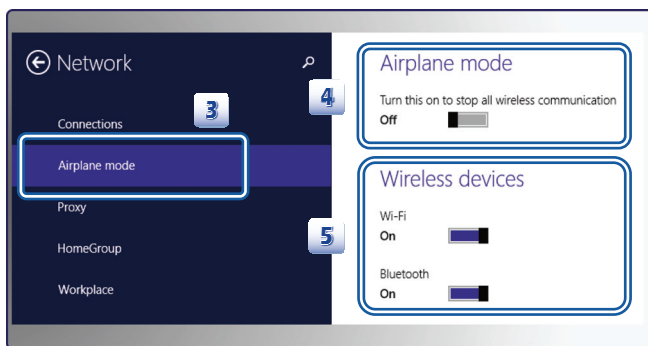 Network
3
Connections
Airplane mode
Proxy
HomeGroup
Workplace
4
Airplane mode
Turn this on to stop all wireless communication
Off
5
Wireless devices
Wi-Fi
On
Bluetooth
On